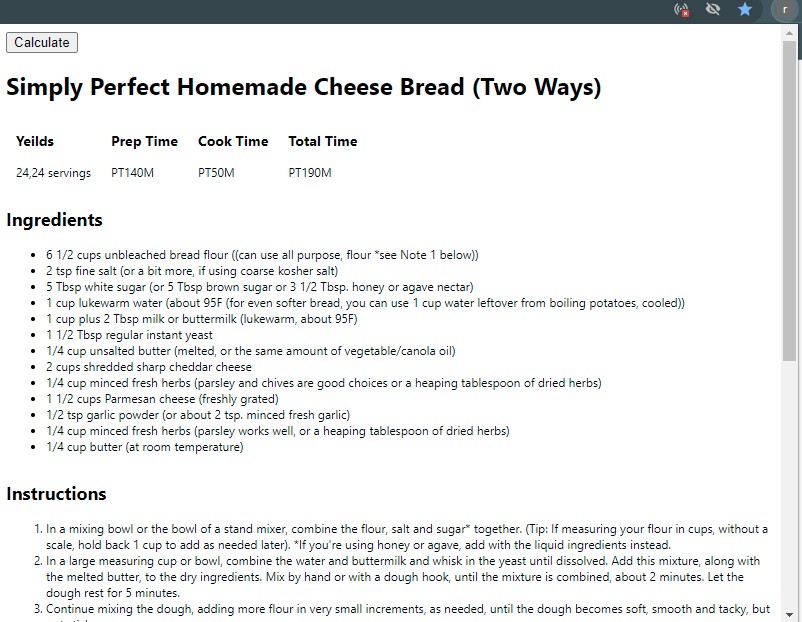 r
Calculate
Simply Perfect Homemade Cheese Bread (Two Ways)
Yeilds Prep Time Cook Time Total Time
24,24 servings PT140M PT50M PT190M
Ingredients
• 6 1/2 cups unbleached bread flour ((can use all purpose, flour *see Note 1 below))
• 2 tsp fine salt (or a bit more, if using coarse kosher salt)
• 5 Tbsp white sugar (or 5 Tbsp brown sugar or 3 1/2 Tbsp. honey or agave nectar)
• 1 cup lukewarm water (about 95F (for even softer bread, you can use 1 cup water leftover from boiling potatoes, cooled))
• 1 cup plus 2 Tbsp milk or buttermilk (lukewarm, about 95F)
• 1 1/2 Tbsp regular instant yeast
• 1/4 cup unsalted butter (melted, or the same amount of vegetable/canola oil)
• 2 cups shredded sharp cheddar cheese
• 1/4 cup minced fresh herbs (parsley and chives are good choices or a heaping tablespoon of dried herbs)
• 1 1/2 cups Parmesan cheese (freshly grated)
• 1/2 tsp garlic powder (or about 2 tsp. minced fresh garlic)
• 1/4 cup minced fresh herbs (parsley works well, or a heaping tablespoon of dried herbs)
• 1/4 cup butter (at room temperature)
Instructions
1. In a mixing bowl or the bowl of a stand mixer, combine the flour, salt and sugar* together. (Tip: If measuring your flour in cups, without a
scale, hold back 1 cup to add as needed later). *If you're using honey or agave, add with the liquid ingredients instead.
2. In a large measuring cup or bowl, combine the water and buttermilk and whisk in the yeast until dissolved. Add this mixture, along with
the melted butter, to the dry ingredients. Mix by hand or with a dough hook, until the mixture is combined, about 2 minutes. Let the
dough rest for 5 minutes.
3. Continue mixing the dough, adding more flour in very small increments, as needed, until the dough becomes soft, smooth and tacky, but